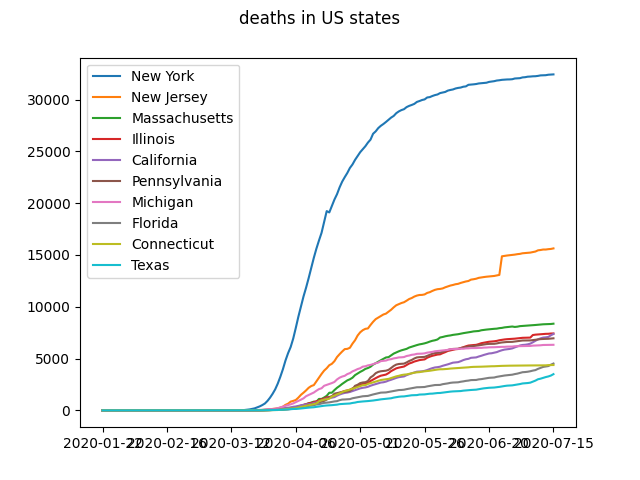 deaths in US states
New York
New Jersey
Massachusetts
Illinois
California
Pennsylvania
Michigan
Florida
Connecticut
Texas
30000
25000
20000
15000
10000
5000
0
2020-01-22 2020-02-16 2020-03-12 2020-04-06 2020-05-01 2020-05-26 2020-06-20 2020-07-15